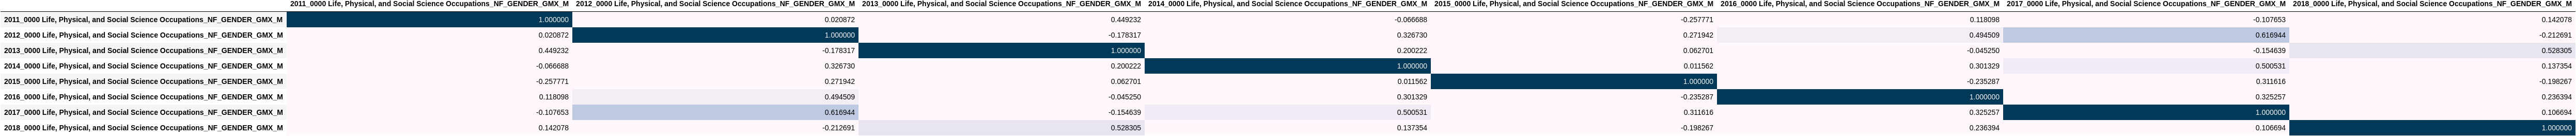 2011_0000 Life, Physical, and Social Science Occupations_NF_GENDER_GMX_M 2012_0000 Life, Physical, and Social Science Occupations_NF_GENDER_GMX_M 2013_0000 Life, Physical, and Social Science Occupations_NF_GENDER_GMX_M 2014_0000 Life, Physical, and Social Science Occupations_NF_GENDER_GMX_M 2015_0000 Life, Physical, and Social Science Occupations_NF_GENDER_GMX_M 2016_0000 Life, Physical, and Social Science Occupations_NF_GENDER_GMX_M 2017_0000 Life, Physical, and Social Science Occupations_NF_GENDER_GMX_M 2018_0000 Life, Physical, and Social Science Occupations_NF_GENDER_GMX_M
2011_0000 Life, Physical, and Social Science Occupations_NF_GENDER_GMX_M 1.000000 0.020872 0.449232 -0.066688 -0.257771 0.118098 -0.107653 0.142078
2012_0000 Life, Physical, and Social Science Occupations_NF_GENDER_GMX_M 0.020872 1.000000 -0.178317 0.326730 0.271942 0.494509 0.616944 -0.212691
2013_0000 Life, Physical, and Social Science Occupations_NF_GENDER_GMX_M 0.449232 -0.178317 1.000000 0.200222 0.062701 -0.045250 -0.154639 0.528305
2014_0000 Life, Physical, and Social Science Occupations_NF_GENDER_GMX_M -0.066688 0.326730 0.200222 1.000000 0.011562 0.301329 0.500531 0.137354
2015_0000 Life, Physical, and Social Science Occupations_NF_GENDER_GMX_M -0.257771 0.271942 0.062701 0.011562 1.000000 -0.235287 0.311616 -0.198267
2016_0000 Life, Physical, and Social Science Occupations_NF_GENDER_GMX_M 0.118098 0.494509 -0.045250 0.301329 -0.235287 1.000000 0.325257 0.236394
2017_0000 Life, Physical, and Social Science Occupations_NF_GENDER_GMX_M -0.107653 0.616944 -0.154639 0.500531 0.311616 0.325257 1.000000 0.106694
2018_0000 Life, Physical, and Social Science Occupations_NF_GENDER_GMX_M 0.142078 -0.212691 0.528305 0.137354 -0.198267 0.236394 0.106694 1.000000